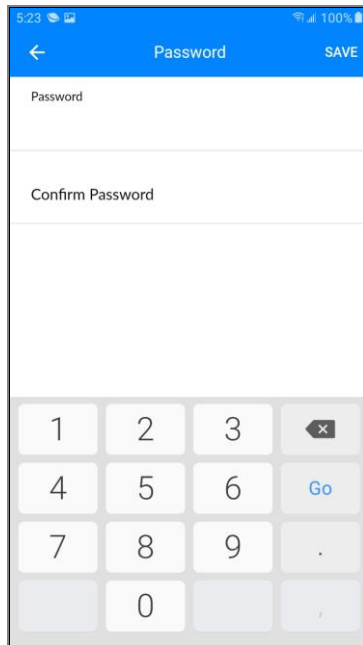 5:23 100%
Password SAVE
Password
Confirm Password
1 2 3
4 5 6 Go
7 8 9 .
0 ,